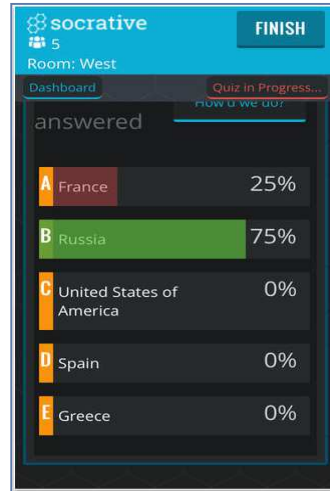 socrative
FINISH
5
Room: West
Dashboard
Quiz in Progress...
How'd we do?
answered
A France 25%
B Russia 75%
C United States of
America 0%
D Spain 0%
E Greece 0%